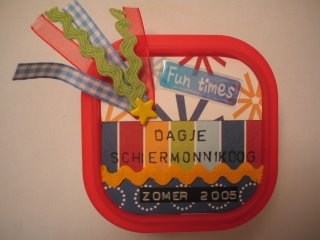 Fun times
DAGJE
SCHIERMONNIKOOG
ZOMER 2005